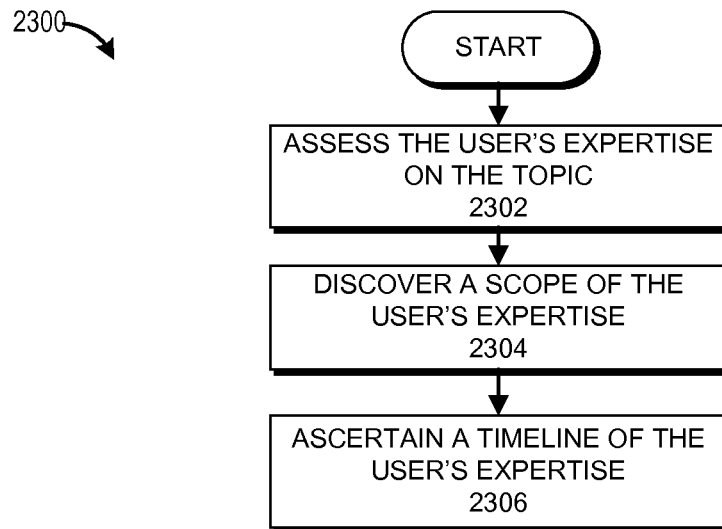 2300
START
ASSESS THE USER'S EXPERTISE
ON THE TOPIC
2302
DISCOVER A SCOPE OF THE
USER'S EXPERTISE
2304
ASCERTAIN A TIMELINE OF THE
USER'S EXPERTISE
2306